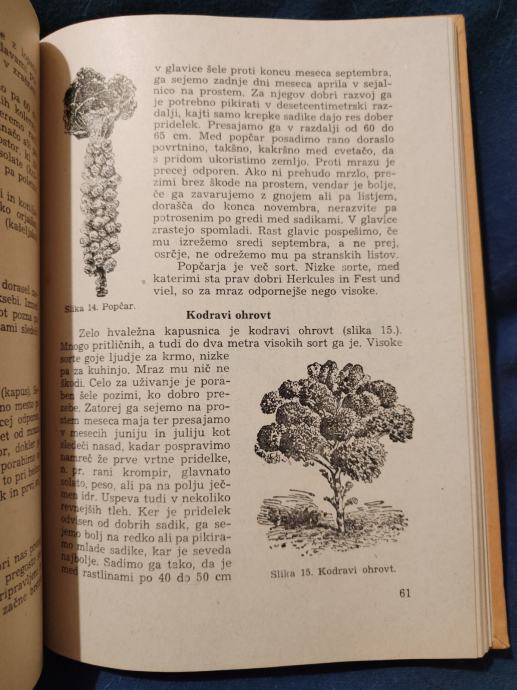 v glavice šele proti koncu meseca septembra,
ga sejemo zadnje dni meseca aprila v sejal-
nico na prostem. Za njegov dobri razvoj ga
je potrebno pikirati v desetcentimetrski raz-
dalji, kajti samo krepke sadike dajo res dober
pridelek. Presajamo ga v razdalji od 60 do
65 cm. Med popčar posadimo rano doraslo
povrtnino, takšno, kakršno med cvetačo, da
s pridom ukoristimo zemljo. Proti mrazu je
precej odporen. Ako ni prehudo mrzlo, pre-
zimi brez škode na prostem, vendar je bolje,
če ga zavarujemo z gnojem ali pa listjem,
dorašča do konca novembra, nerazvite pa
potrosenim po gredi med sadikami. V glavice
zrastejo spomladi. Rast glavic pospešimo, če
mu izrežemo sredi septembra, a ne prej,
osrčje, ne odrežemo mu pa stranskih listov.
Popčarja je več sort. Nizke sorte, med
katerimi sta prav dobri Herkules in Fest und
viel, so za mraz odpornejše nego visoke.
Slika 14. Popčar.
Kodravi ohrovt
Zelo hvaležna kapusnica je kodravi ohrovt (slika 15.).
Mnogo pritličnih, a tudi do dva metra visokih sort ga je. Visoke
sorte goje ljudje za krmo, nizke
pa za kuhinjo. Mraz mu nič ne
škodi. Celo za uživanje je pora-
ben šele pozimi, ko dobro pre-
zebe. Zatorej ga sejemo na pro-
stem meseca maja ter presajamo
v mesecih juniju in juliju kot
sledeči nasad, kadar pospravimo
namreč že prve vrtne pridelke,
n. pr. rani krompir, glavnato
solato, peso, ali pa na polju ječ-
men idr. Uspeva tudi v nekoliko
revnejših tleh. Ker je pridelek
odvisen od dobrih sadik, ga se-
jemo bolj na redko ali pa pikira-
mo mlade sadike, kar je seveda
najbolje. Sadimo ga tako, da je
med rastlinami po 40 do 50 cm
Slika 15. Kodravi ohrovt.
61